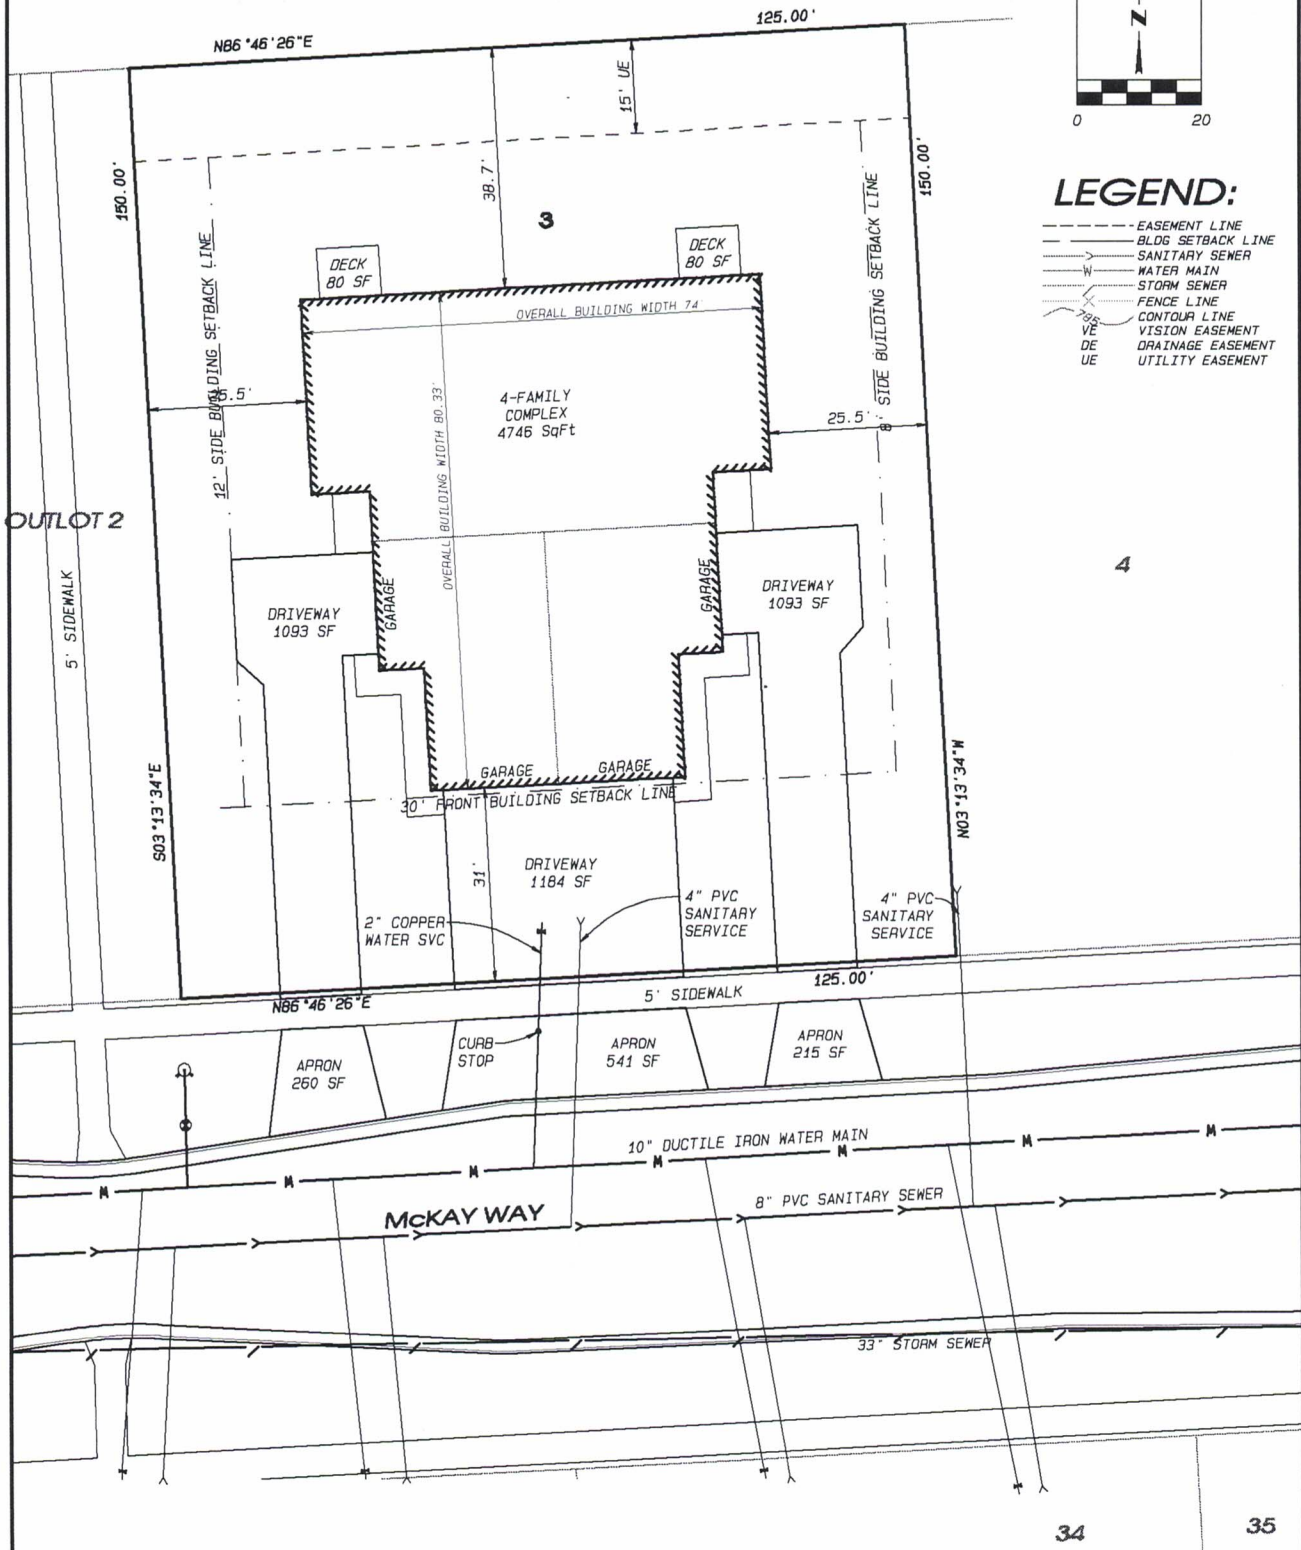 125.00'
N86°46'26"E
N
0 20
15' UE
150.00'
150.00'
38.7'
3
LEGEND:
EASEMENT LINE
BLDG SETBACK LINE
SANITARY SEWER
W WATER MAIN
STORM SEWER
X FENCE LINE
785 CONTOUR LINE
VE VISION EASEMENT
DE DRAINAGE EASEMENT
UE UTILITY EASEMENT
DECK
80 SF
DECK
80 SF
12' SIDE BUILDING SETBACK LINE
8' SIDE BUILDING SETBACK LINE
OVERALL BUILDING WIDTH 74'
OVERALL BUILDING WIDTH 80.33'
4-FAMILY
COMPLEX
4746 SqFt
5.5'
25.5'
OUTLOT 2
4
5' SIDEWALK
DRIVEWAY
1093 SF
GARAGE
GARAGE
DRIVEWAY
1093 SF
S03°13'34"E
N03°13'34"W
GARAGE
GARAGE
30' FRONT BUILDING SETBACK LINE
31'
DRIVEWAY
1184 SF
2" COPPER
WATER SVC
4" PVC
SANITARY
SERVICE
4" PVC
SANITARY
SERVICE
N86°46'26"E
125.00'
5' SIDEWALK
APRON
260 SF
CURB
STOP
APRON
541 SF
APRON
215 SF
10" DUCTILE IRON WATER MAIN
8" PVC SANITARY SEWER
McKAY WAY
33" STORM SEWER
34
35